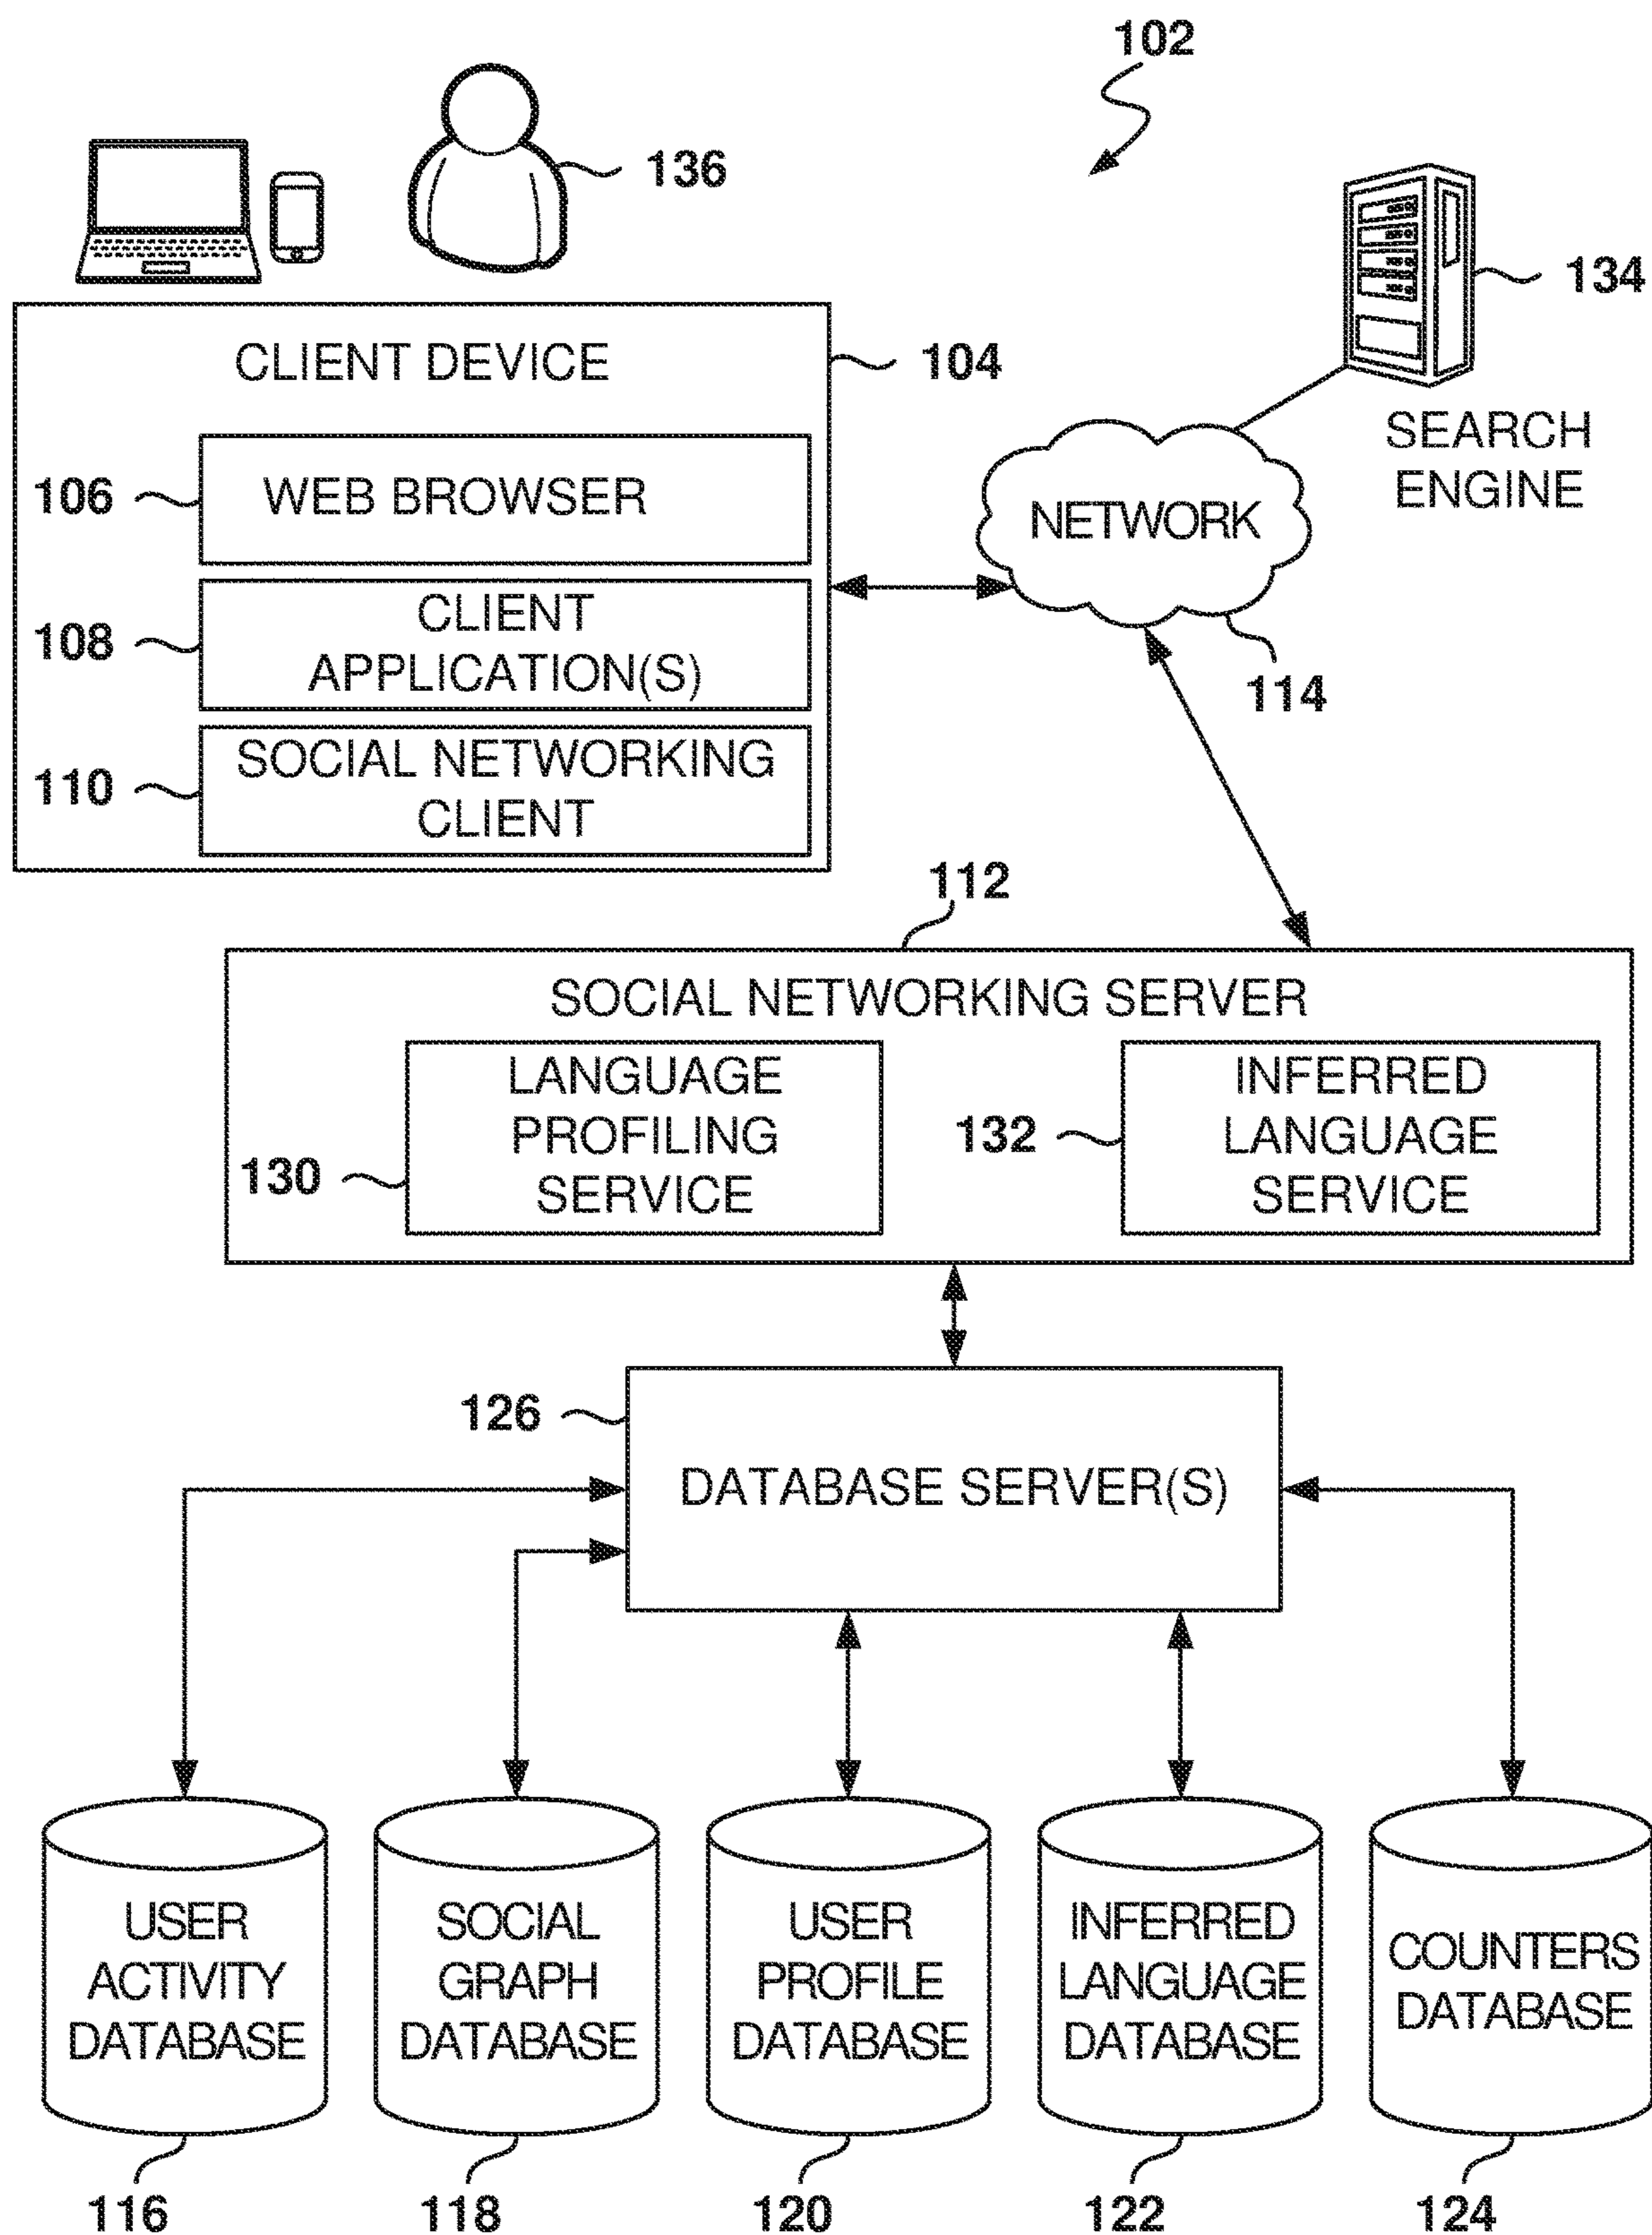 102
136
134
CLIENT DEVICE
104
SEARCH
ENGINE
106
WEB BROWSER
NETWORK
108
CLIENT
APPLICATION(S)
114
110
SOCIAL NETWORKING
CLIENT
112
SOCIAL NETWORKING SERVER
130
LANGUAGE
PROFILING
SERVICE
132
INFERRED
LANGUAGE
SERVICE
126
DATABASE SERVER(S)
USER
ACTIVITY
DATABASE
SOCIAL
GRAPH
DATABASE
USER
PROFILE
DATABASE
INFERRED
LANGUAGE
DATABASE
COUNTERS
DATABASE
116
118
120
122
124